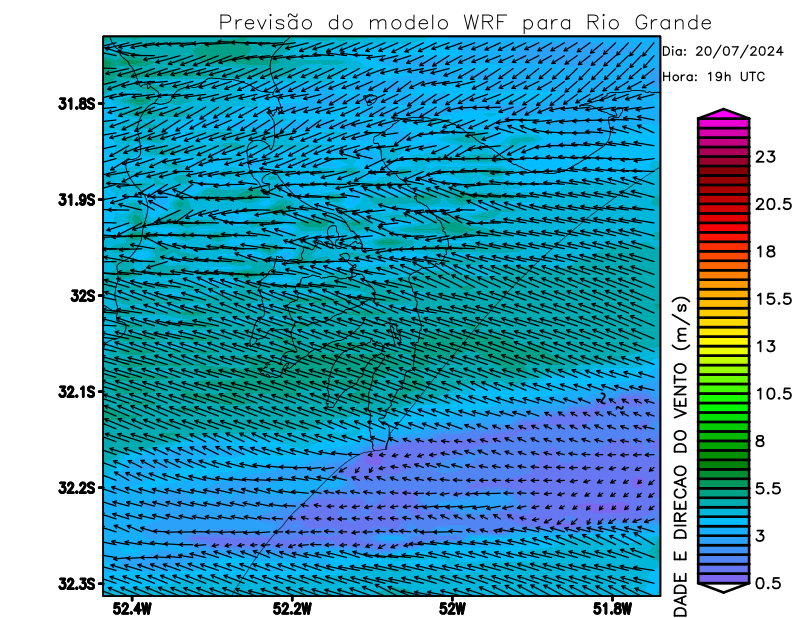 Previsão do modelo WRF para Rio Grande
Dia: 20/07/2024
Hora: 19h UTC
31.8S
31.9S
32S
32.1S
32.2S
32.3S
52.4W
52.2W
52W
51.8W
23
20.5
18
15.5
13
10.5
8
5.5
3
0.5
DADE E DIRECAO DO VENTO (m/s)